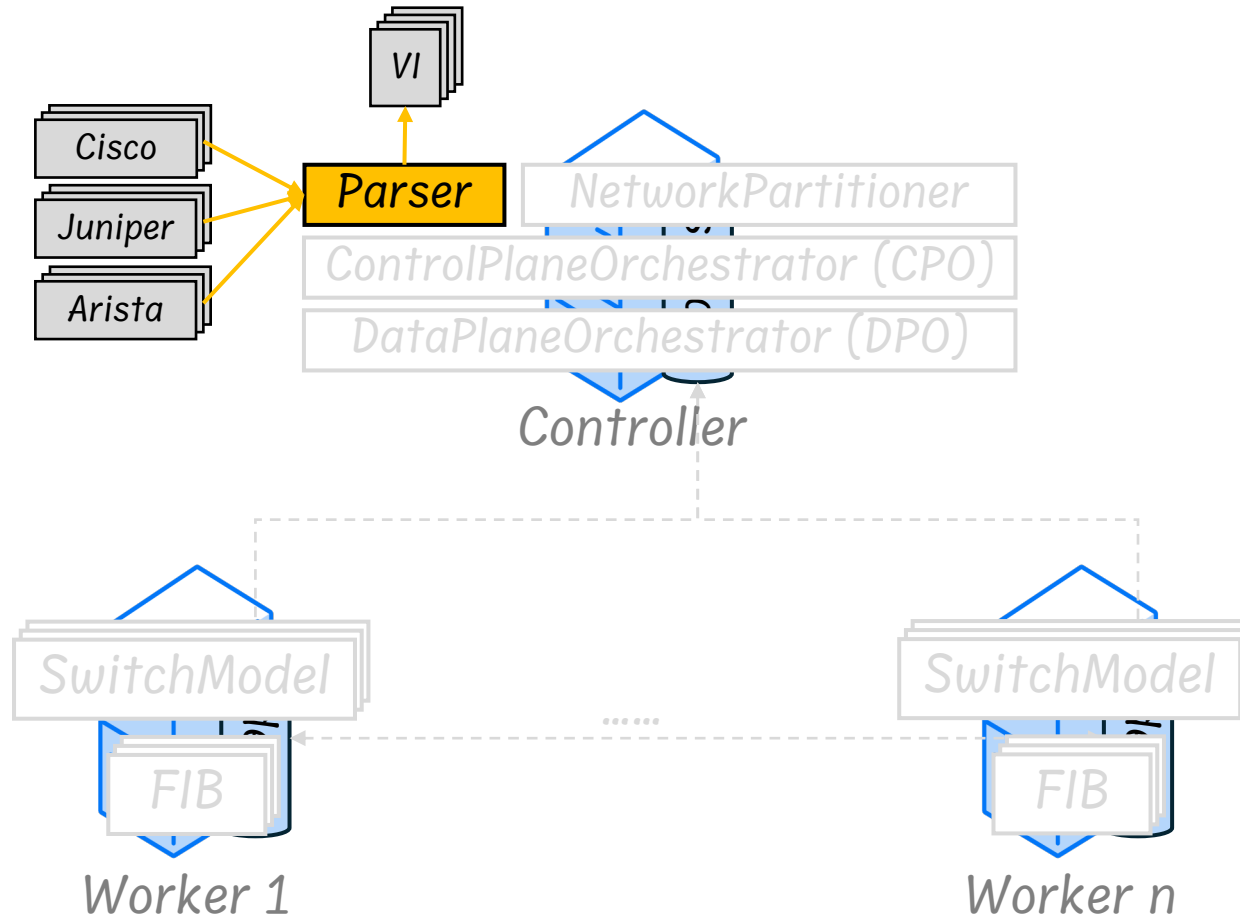 VI
Cisco
Juniper
Arista
Parser
NetworkPartitioner
ControlPlaneOrchestrator (CPO)
DataPlaneOrchestrator (DPO)
Controller
SwitchModel
SwitchModel
......
FIB
FIB
Worker 1
Worker n